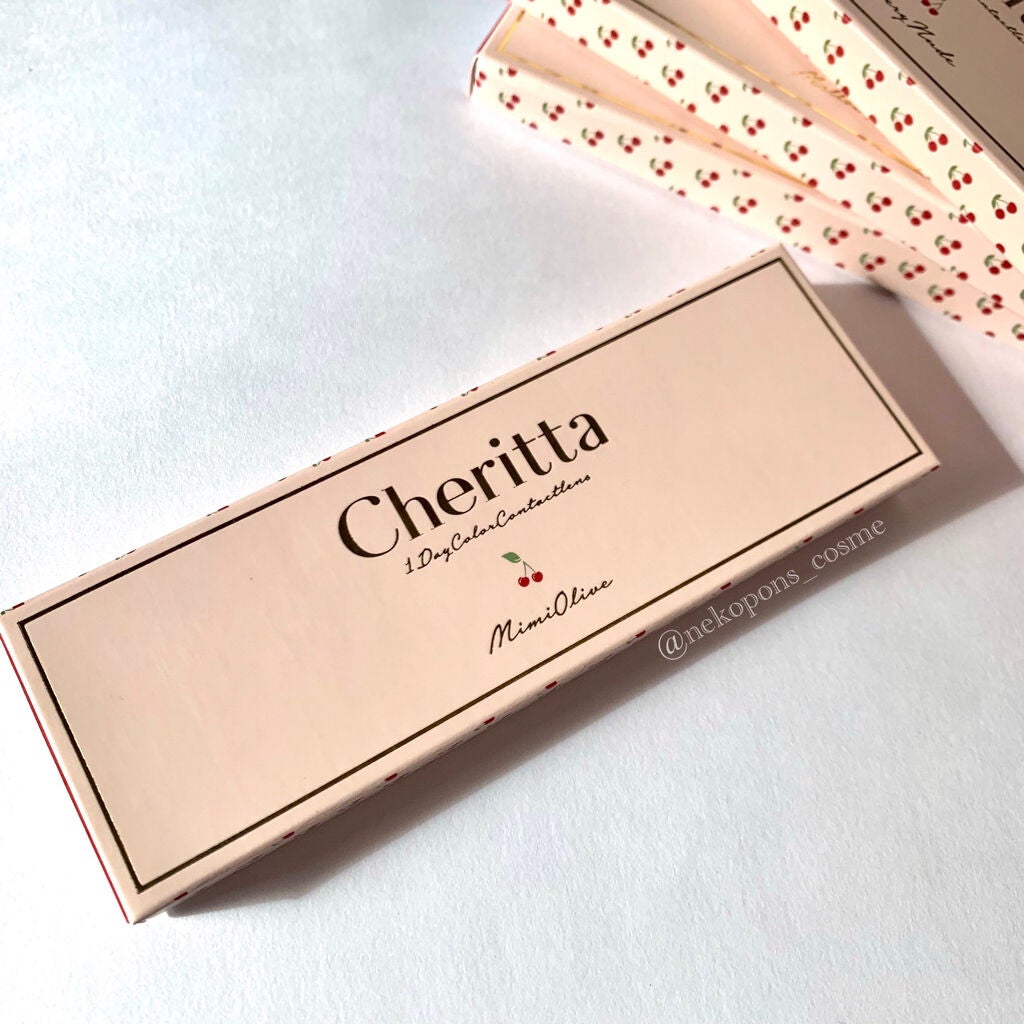 Cheritta
1DayColorContactlens
MimiOlive
@nekopons_cosme